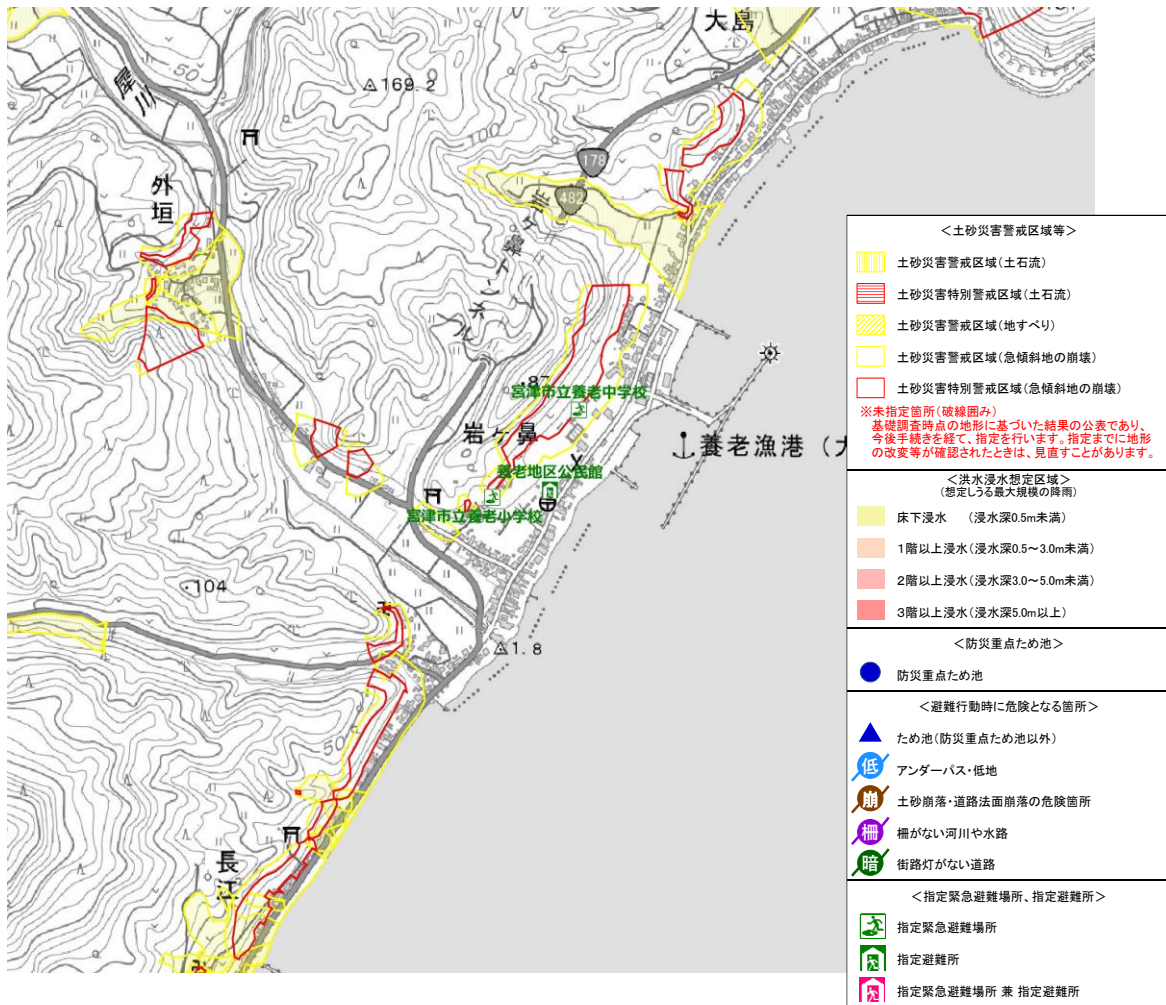 大島
犀川
50
169.2
100
178
外垣
482
霧ヶ岳トンネル
87
宮津市立養老中学校
岩ヶ鼻
養老漁港（大
養老地区公民館
宮津市立養老小学校
104
1.8
50
長江
＜土砂災害警戒区域等＞
土砂災害警戒区域（土石流）
土砂災害特別警戒区域（土石流）
土砂災害警戒区域（地すべり）
土砂災害警戒区域（急傾斜地の崩壊）
土砂災害特別警戒区域（急傾斜地の崩壊）
※未指定箇所（破線囲み）
基礎調査時点の地形に基づいた結果の公表であり、
今後手続きを経て、指定を行います。指定までに地形
の改変等が確認されたときは、見直すことがあります。
＜洪水浸水想定区域＞
（想定しうる最大規模の降雨）
床下浸水　（浸水深0.5m未満）
1階以上浸水（浸水深0.5～3.0m未満）
2階以上浸水（浸水深3.0～5.0m未満）
3階以上浸水（浸水深5.0m以上）
＜防災重点ため池＞
防災重点ため池
＜避難行動時に危険となる箇所＞
ため池（防災重点ため池以外）
低 アンダーパス・低地
崩 土砂崩落・道路法面崩落の危険箇所
柵 柵がない河川や水路
暗 街路灯がない道路
＜指定緊急避難場所、指定避難所＞
指定緊急避難場所
指定避難所
指定緊急避難場所 兼 指定避難所